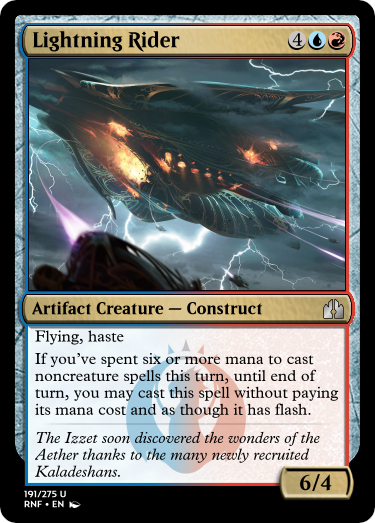 Lightning Rider 4
Artifact Creature — Construct
Flying, haste
If you've spent six or more mana to cast
noncreature spells this turn, until end of
turn, you may cast this spell without paying
its mana cost and as though it has flash.
The Izzet soon discovered the wonders of the
Aether thanks to the many newly recruited
Kaladeshans.
6/4
191/275 U
RNF • EN